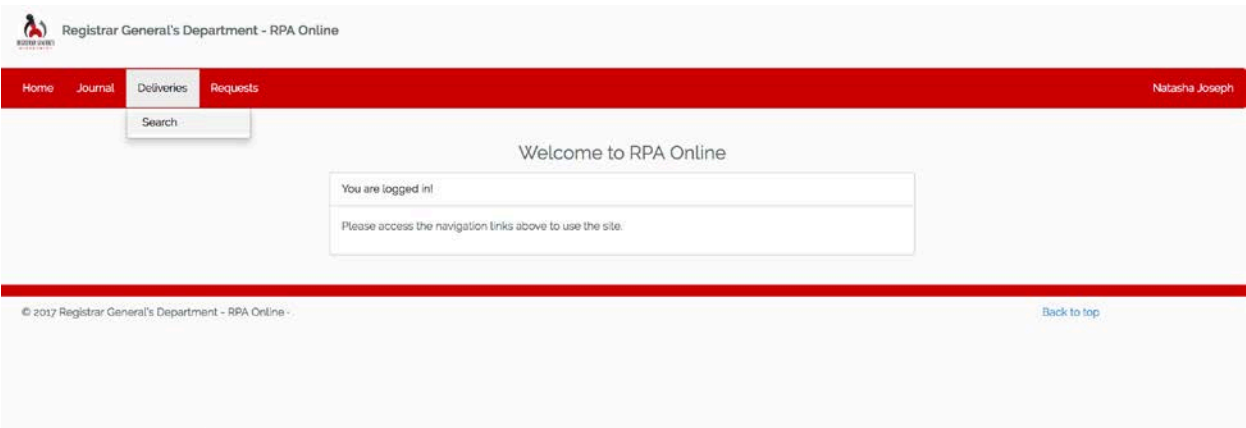 Registrar General's Department - RPA Online
Home Journal Deliveries Requests Natasha Joseph
Search
Welcome to RPA Online
You are logged in!
Please access the navigation links above to use the site.
© 2017 Registrar General's Department - RPA Online -
Back to top